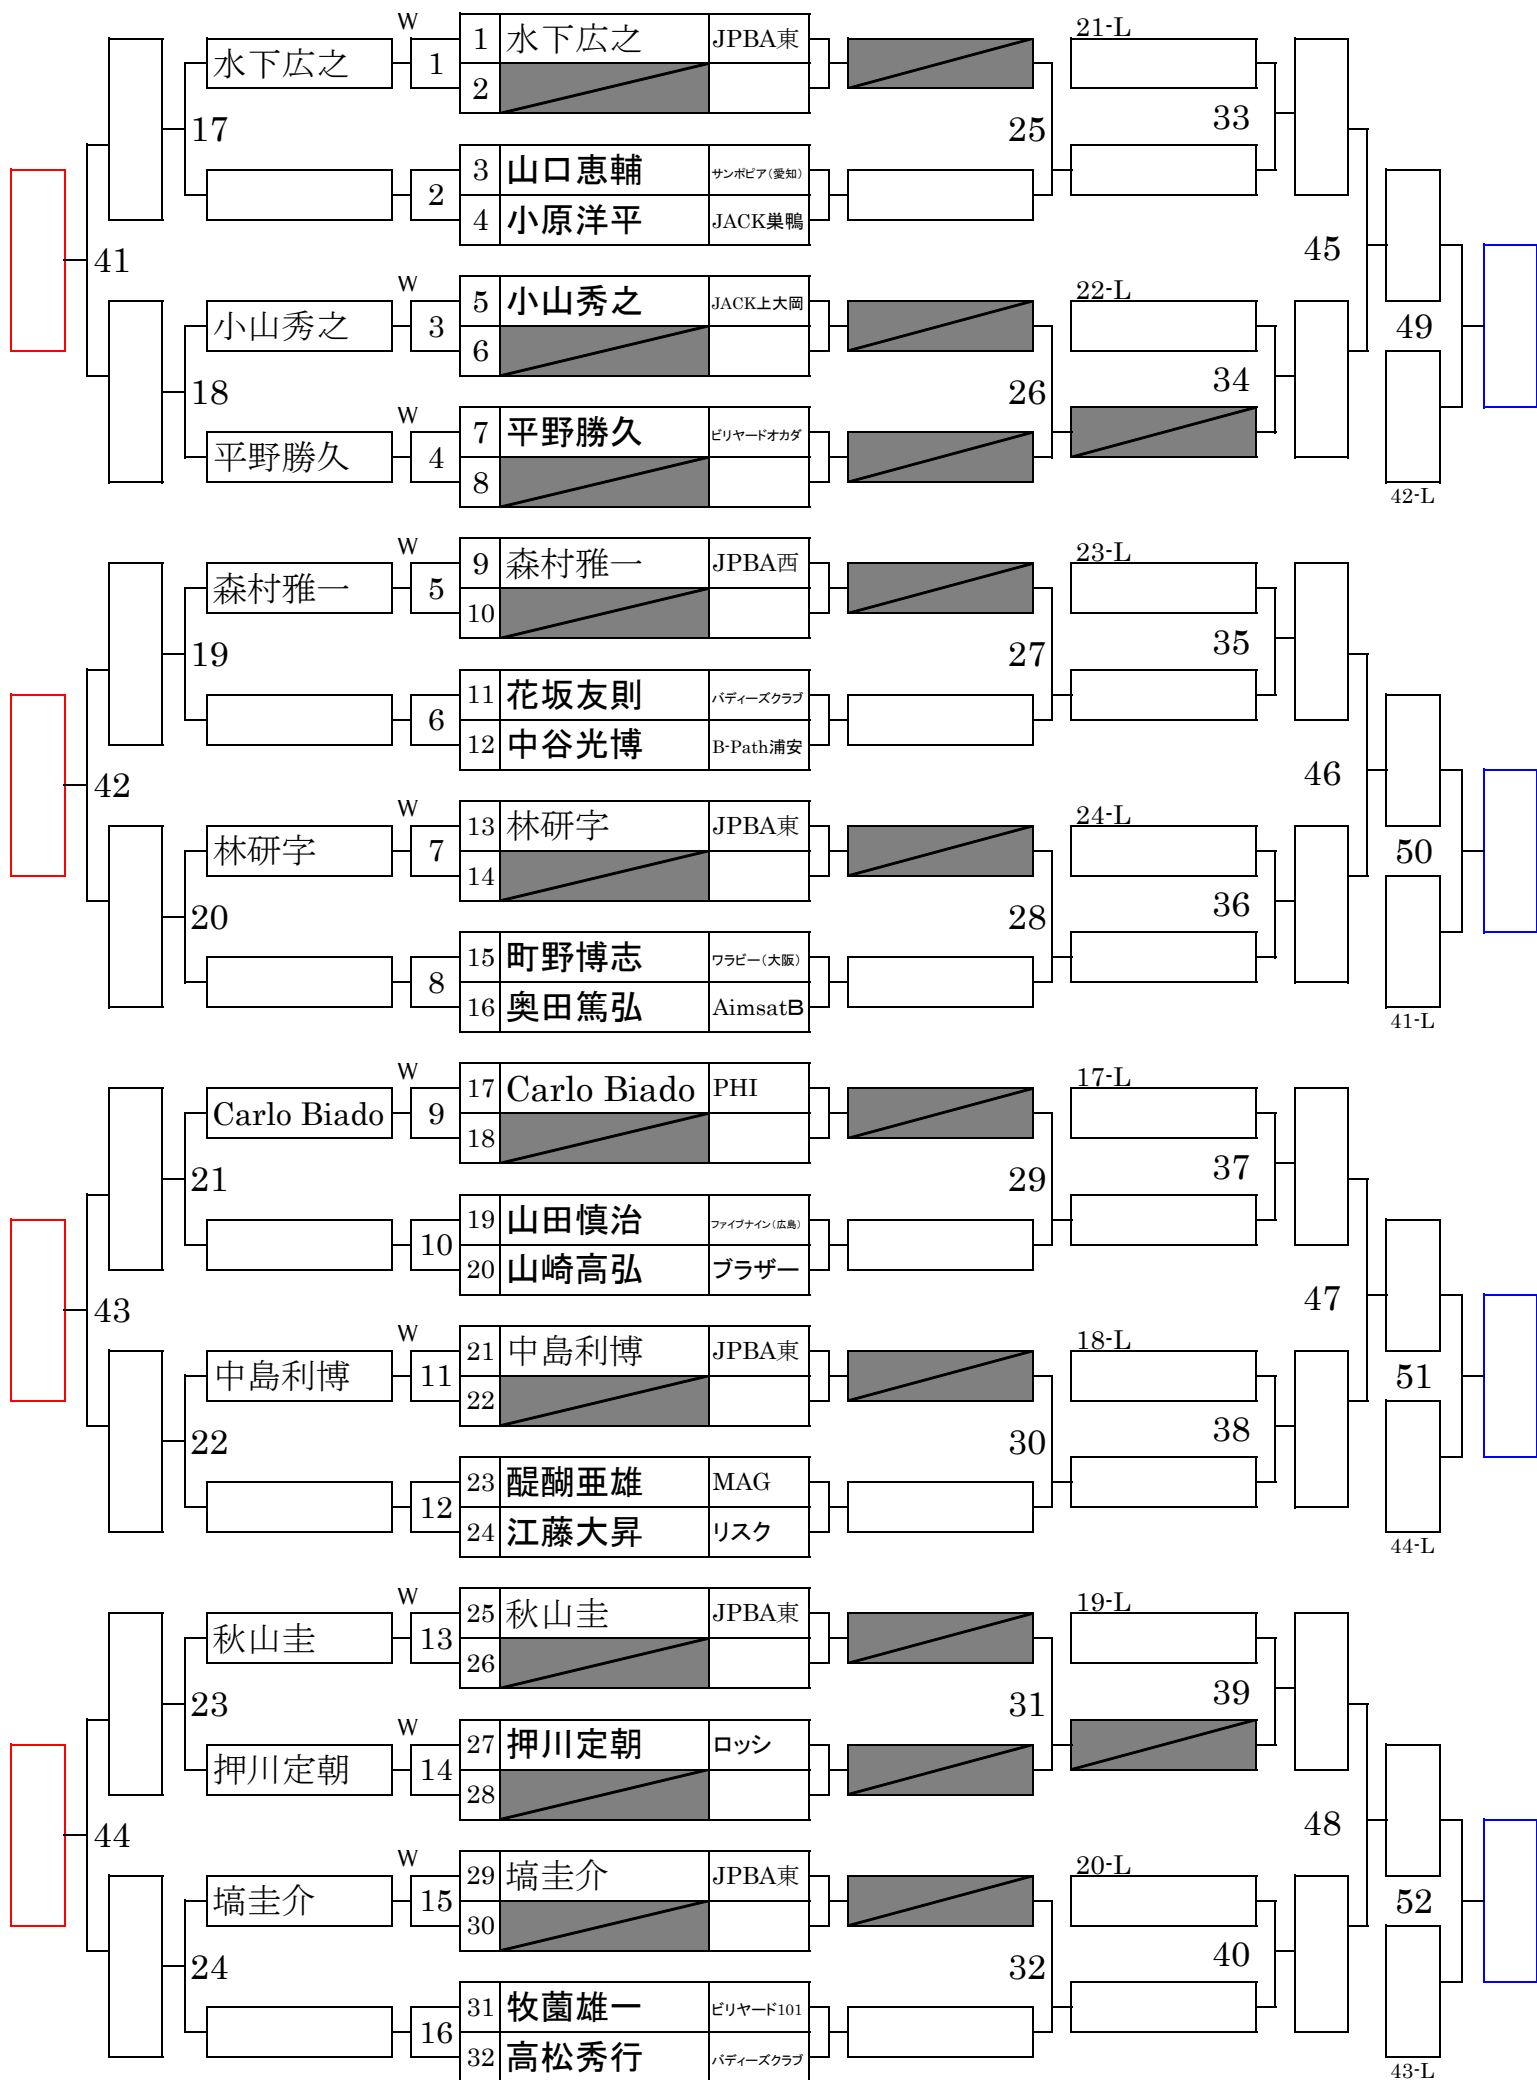 W
1 水下広之 JPBA東
21-L
水下広之 1
2
17
25
33
3 山口恵輔 サンボピア(愛知)
2
4 小原洋平 JACK巣鴨
41
45
W
5 小山秀之 JACK上大岡
22-L
小山秀之 3
6
49
18
26
34
W
7 平野勝久 ビリヤードオカダ
平野勝久 4
8
42-L
W
9 森村雅一 JPBA西
23-L
森村雅一 5
10
19
27
35
11 花坂友則 バディーズクラブ
6
12 中谷光博 B-Path浦安
42
46
W
13 林研字 JPBA東
24-L
林研字 7
14
50
20
28
36
15 町野博志 ワラビー(大阪)
8
16 奥田篤弘 AimsatB
41-L
W
17 Carlo Biado PHI
17-L
Carlo Biado 9
18
21
29
37
19 山田慎治 ファイブナイン(広島)
10
20 山崎高弘 ブラザー
43
47
W
21 中島利博 JPBA東
18-L
中島利博 11
22
51
22
30
38
23 醍醐亜雄 MAG
12
24 江藤大昇 リスク
44-L
W
25 秋山圭 JPBA東
19-L
秋山圭 13
26
23
31
39
W
27 押川定朝 ロッシ
押川定朝 14
28
44
48
W
29 塙圭介 JPBA東
20-L
塙圭介 15
30
52
24
32
40
31 牧薗雄一 ビリヤード101
16
32 高松秀行 バディーズクラブ
43-L